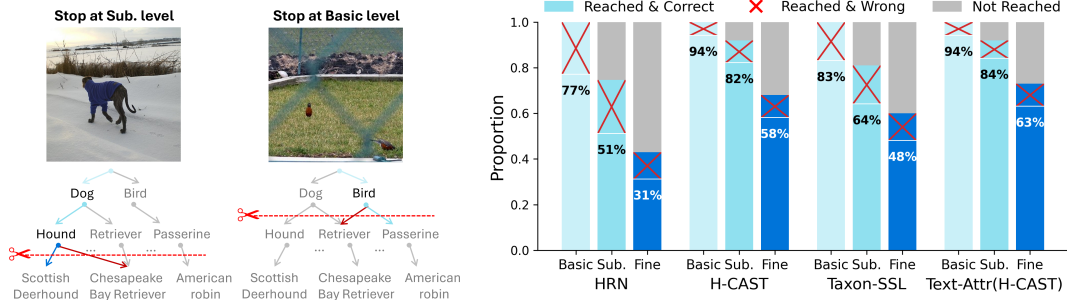 Stop at Sub. level
Stop at Basic level
Dog
Bird
Hound
Retriever
Passerine
...
...
Scottish
Deerhound
Chesapeake
Bay Retriever
American
robin
Dog
Bird
Hound
Retriever
Passerine
...
...
Scottish
Deerhound
Chesapeake
Bay Retriever
American
robin
Reached & Correct
Reached & Wrong
Not Reached
Proportion
1.0
0.8
0.6
0.4
0.2
0.0
77%
51%
31%
94%
82%
58%
83%
64%
48%
94%
84%
63%
Basic Sub. Fine
Basic Sub. Fine
Basic Sub. Fine
Basic Sub. Fine
HRN
H-CAST
Taxon-SSL
Text-Attr(H-CAST)